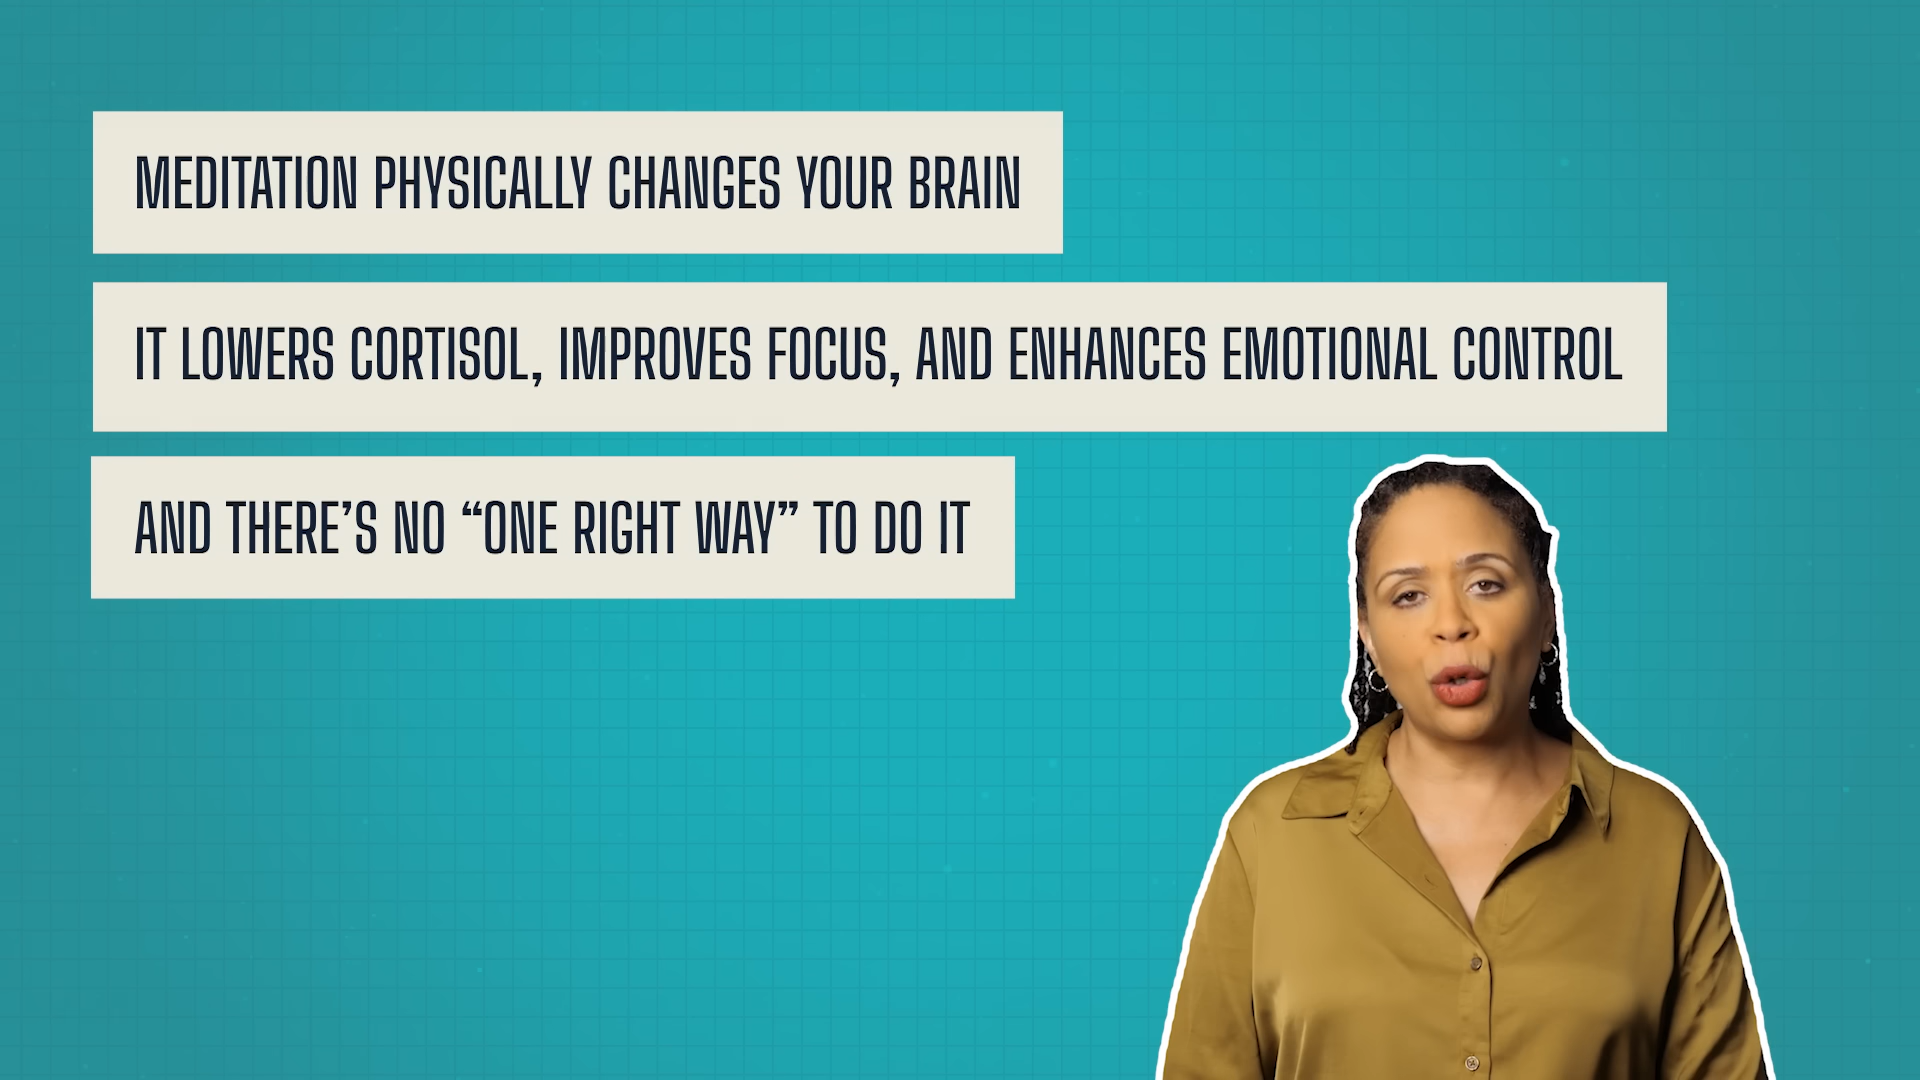 MEDITATION PHYSICALLY CHANGES YOUR BRAIN
IT LOWERS CORTISOL, IMPROVES FOCUS, AND ENHANCES EMOTIONAL CONTROL
AND THERE’S NO “ONE RIGHT WAY” TO DO IT